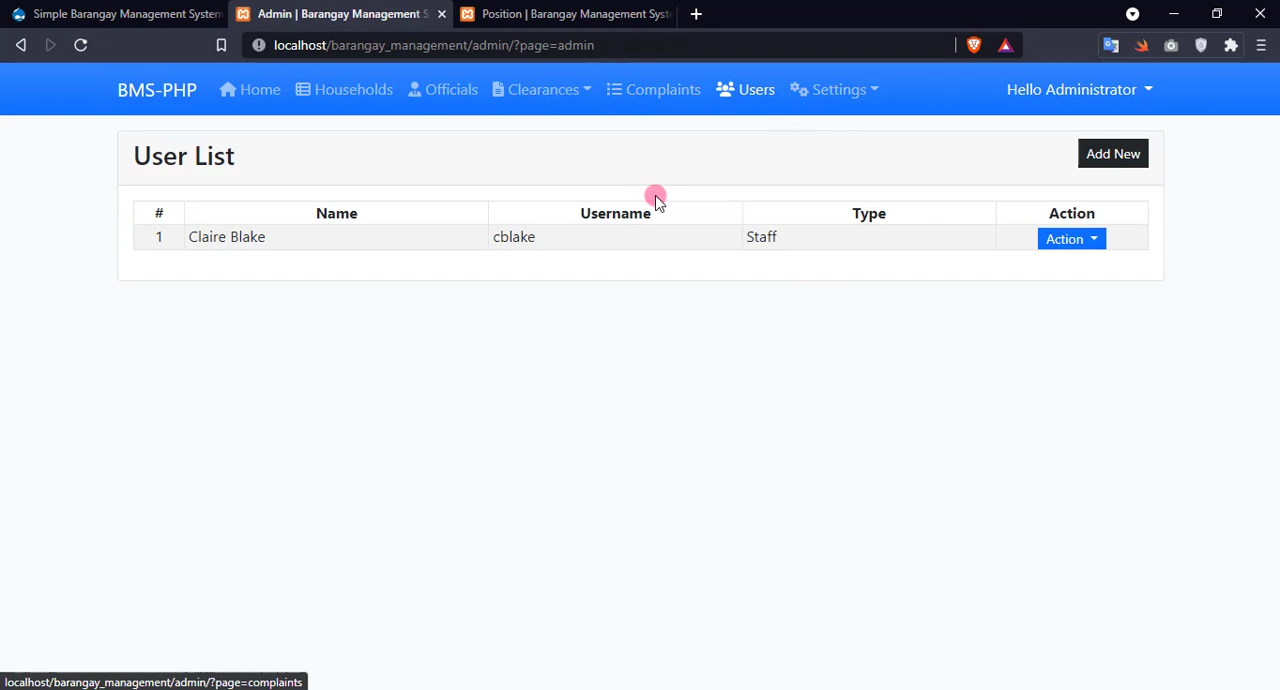 Simple Barangay Management System
Admin | Barangay Management S
Position | Barangay Management Syste
localhost/barangay_management/admin/?page=admin
BMS-PHP Home Households Officials Clearances Complaints Users Settings Hello Administrator
User List
Add New
# Name Username Type Action
1 Claire Blake cblake Staff Action
localhost/barangay_management/admin/?page=complaints